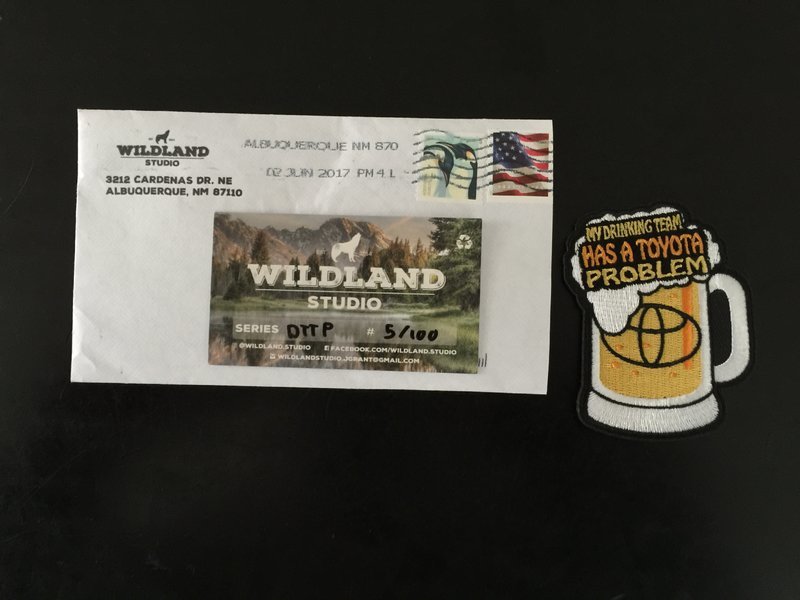 WILDLAND
STUDIO
3212 CARDENAS DR. NE
ALBUQUERQUE, NM 87110
ALBUQUERQUE NM 870
02 JUN 2017 PM 4 L
WILDLAND
STUDIO
SERIES DTTP # 5/100
@WILDLAND.STUDIO FACEBOOK.COM/WILDLAND.STUDIO
WILDLANDSTUDIO.JGRANT@GMAIL.COM
MY DRINKING TEAM
HAS A TOYOTA
PROBLEM